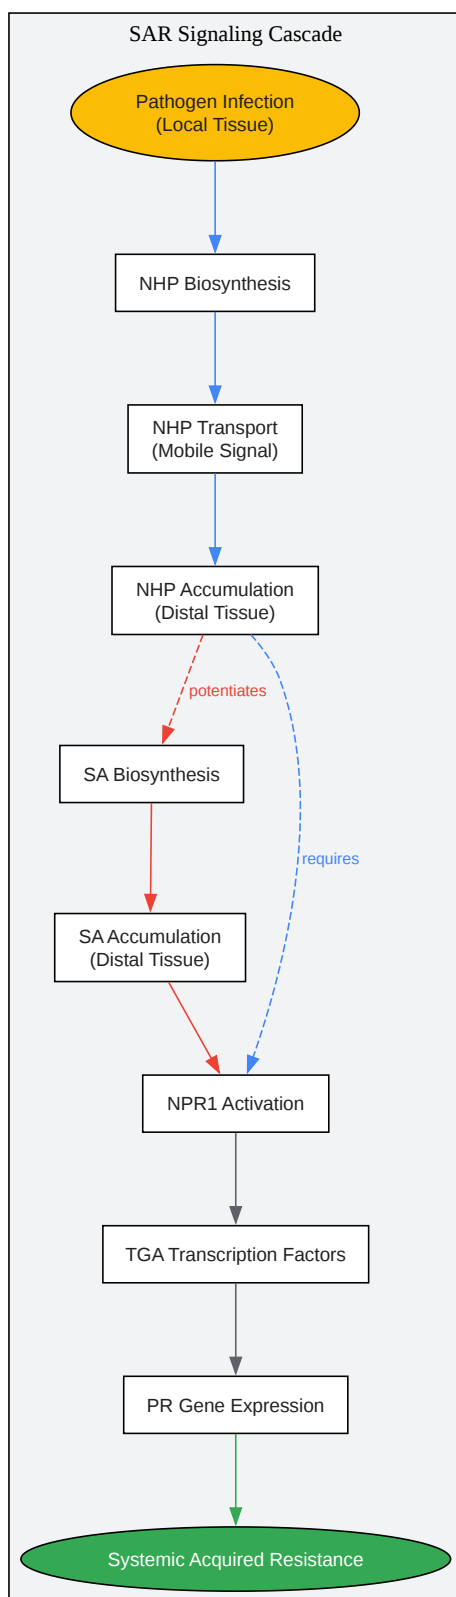 SAR Signaling Cascade
Pathogen Infection
(Local Tissue)
NHP Biosynthesis
NHP Transport
(Mobile Signal)
NHP Accumulation
(Distal Tissue)
potentiates
SA Biosynthesis
requires
SA Accumulation
(Distal Tissue)
NPR1 Activation
TGA Transcription Factors
PR Gene Expression
Systemic Acquired Resistance